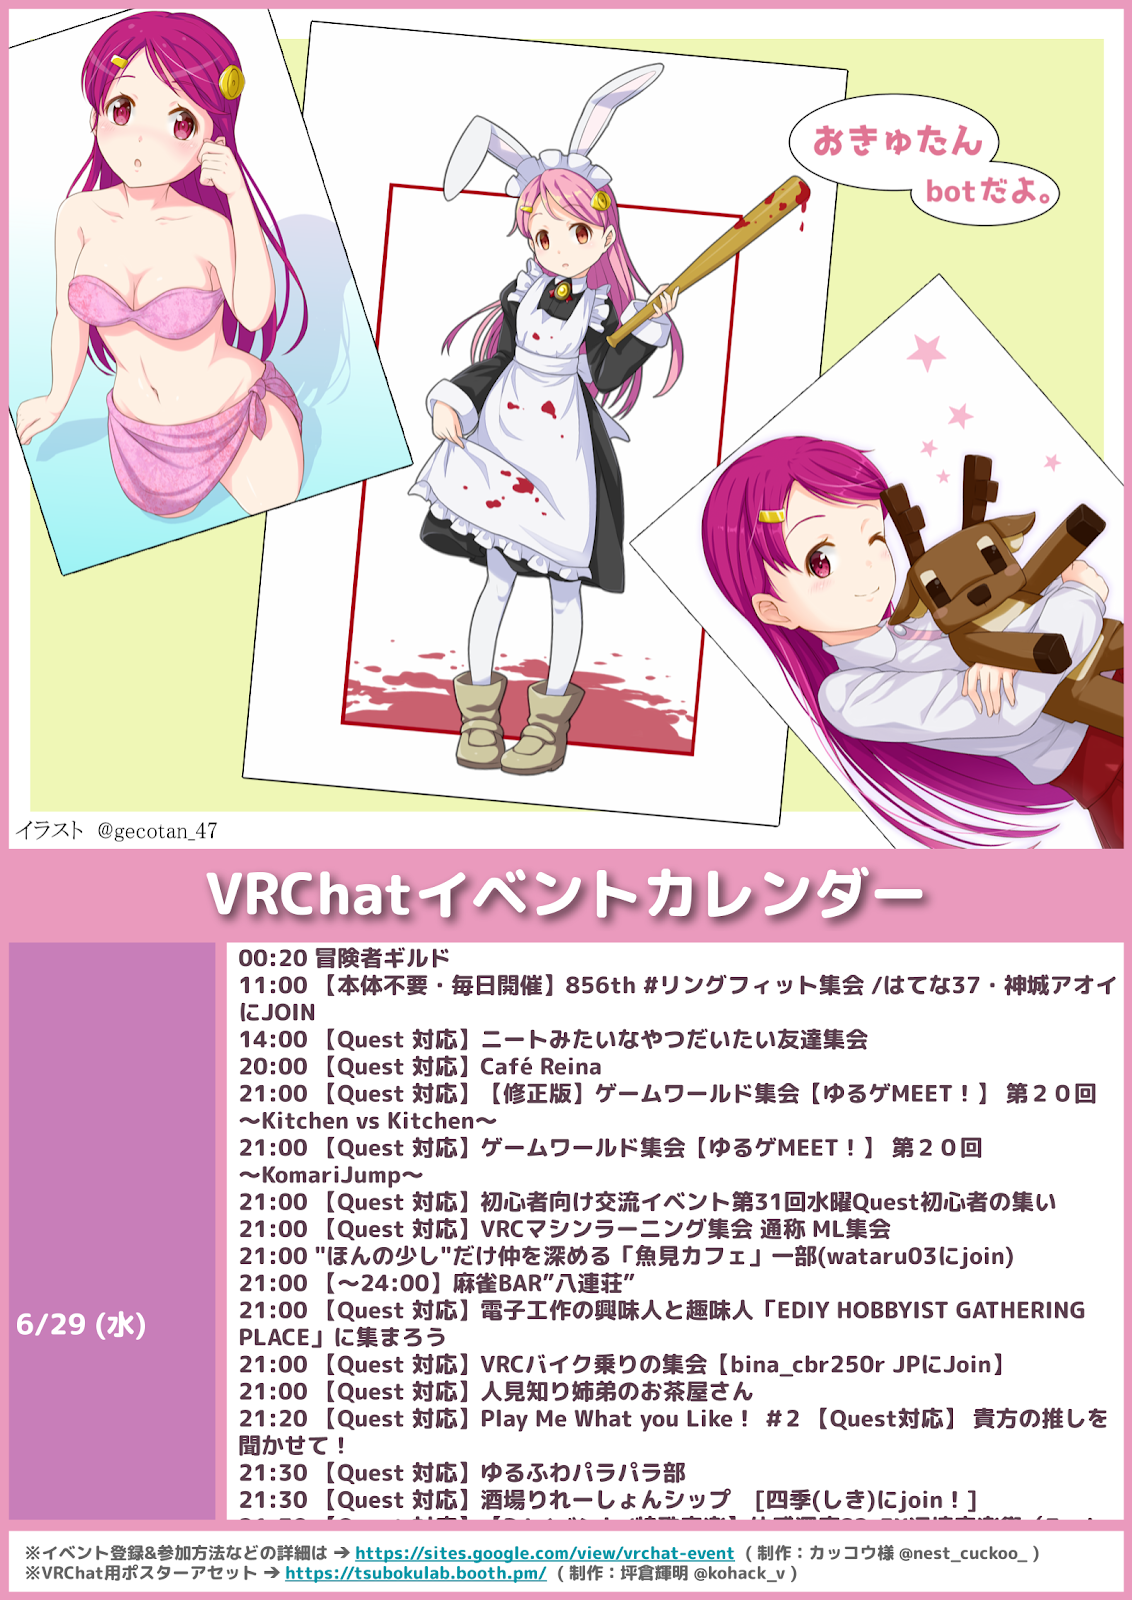 おきゅたん
botだよ。
イラスト @gecotan_47
VRChatイベントカレンダー
6/29 (水)
00:20 冒険者ギルド
11:00 【本体不要・毎日開催】856th #リングフィット集会 /はてな37・神城アオイ
にJOIN
14:00 【Quest 対応】ニートみたいなやつだいたい友達集会
20:00 【Quest 対応】Café Reina
21:00 【Quest 対応】【修正版】ゲームワールド集会【ゆるゲMEET！】 第２０回
～Kitchen vs Kitchen～
21:00 【Quest 対応】ゲームワールド集会【ゆるゲMEET！】 第２０回
～KomariJump～
21:00 【Quest 対応】初心者向け交流イベント第31回水曜Quest初心者の集い
21:00 【Quest 対応】VRCマシンラーニング集会 通称 ML集会
21:00 "ほんの少し"だけ仲を深める「魚見カフェ」一部(wataru03にjoin)
21:00 【～24:00】麻雀BAR”八連荘”
21:00 【Quest 対応】電子工作の興味人と趣味人「EDIY HOBBYIST GATHERING
PLACE」に集まろう
21:00 【Quest 対応】VRCバイク乗りの集会【bina_cbr250r JPにJoin】
21:00 【Quest 対応】人見知り姉弟のお茶屋さん
21:20 【Quest 対応】Play Me What you Like！ ＃2 【Quest対応】 貴方の推しを
聞かせて！
21:30 【Quest 対応】ゆるふわパラパラ部
21:30 【Quest 対応】酒場りれーしょんシップ　[四季(しき)にjoin！]
※イベント登録&参加方法などの詳細は → https://sites.google.com/view/vrchat-event ( 制作：カッコウ様 @nest_cuckoo_ )
※VRChat用ポスターアセット → https://tsubokulab.booth.pm/ ( 制作：坪倉輝明 @kohack_v )